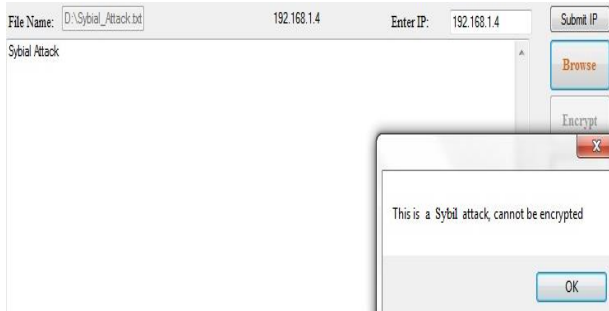 File Name: D:\Sybial_Attack.txt 192.168.1.4 Enter IP: 192.168.1.4 Submit IP
Sybial Attack
Browse
Encrypt
X
This is a Sybil attack, cannot be encrypted
OK